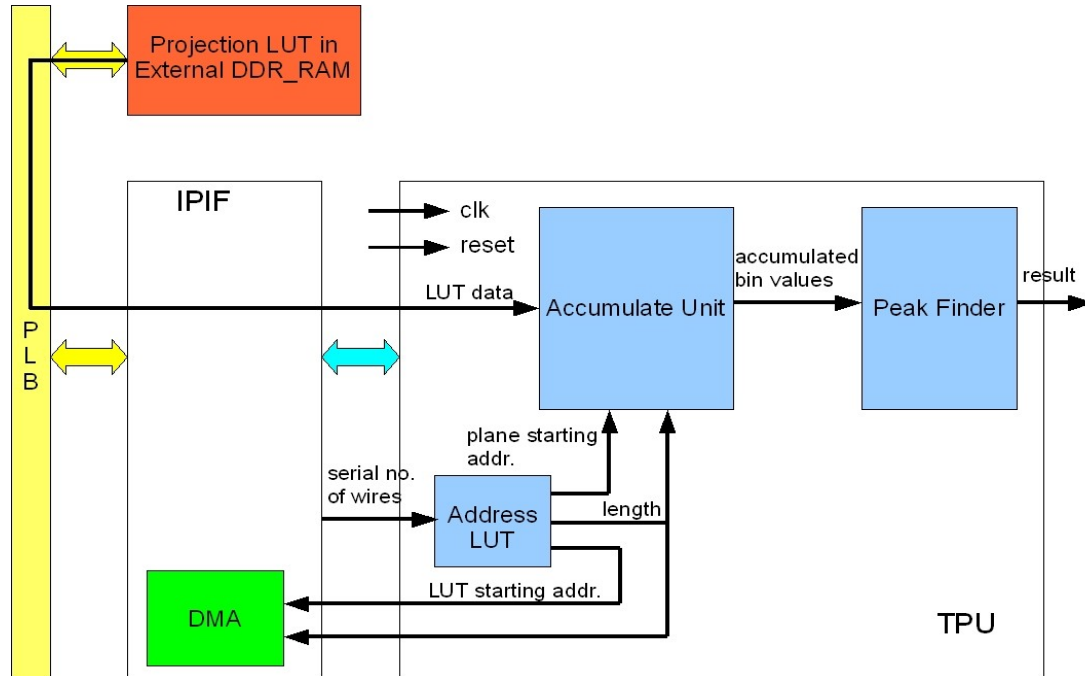 Projection LUT in
External DDR_RAM
IPIF
clk
reset
LUT data
Accumulate Unit
accumulated
bin values
Peak Finder
result
P
L
B
plane starting
addr.
serial no.
of wires
Address
LUT
length
LUT starting addr.
DMA
TPU